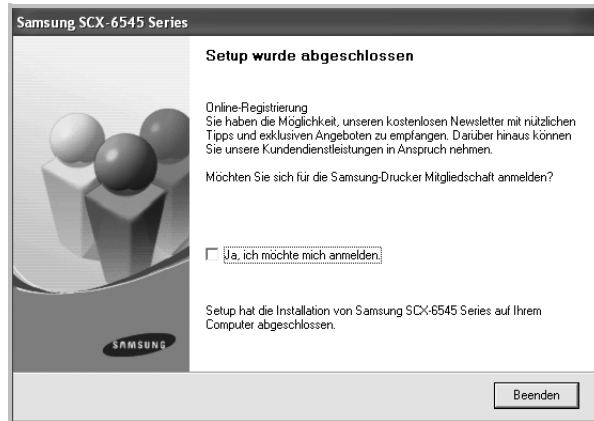 Samsung SCX-6545 Series
Setup wurde abgeschlossen
Online-Registrierung
Sie haben die Möglichkeit, unseren kostenlosen Newsletter mit nützlichen
Tipps und exklusiven Angeboten zu empfangen. Darüber hinaus können
Sie unsere Kundendienstleistungen in Anspruch nehmen.
Möchten Sie sich für die Samsung-Drucker Mitgliedschaft anmelden?
Ja, ich möchte mich anmelden.
Setup hat die Installation von Samsung SCX-6545 Series auf Ihrem
Computer abgeschlossen.
SAMSUNG
Beenden